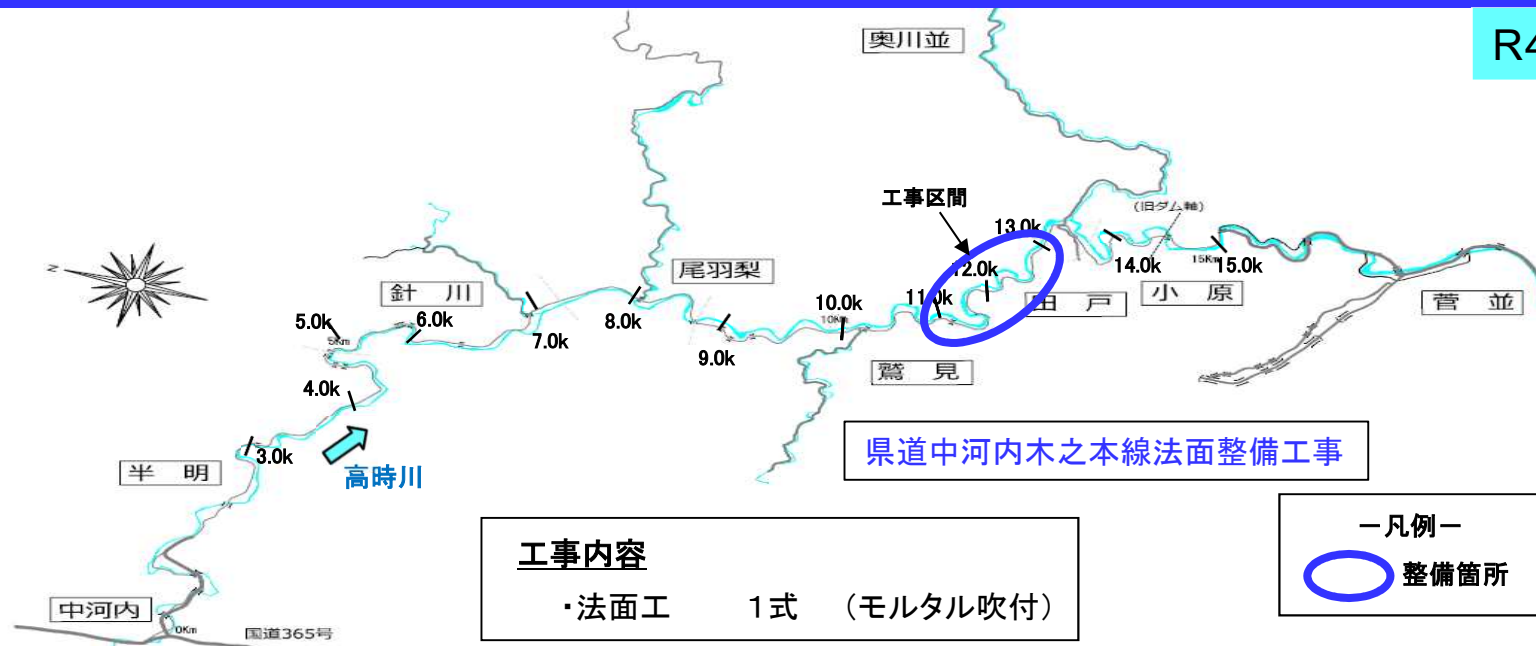 R4
奥川並
工事区間
(旧ダム軸)
13.0k
尾羽梨
12.0k
14.0k
15Km
15.0k
針川
11.0k
田戸
小原
菅並
10.0k
10Km
5.0k
6.0k
5Km
7.0k
8.0k
9.0k
鷲見
4.0k
N
3.0k
半明
高時川
県道中河内木之本線法面整備工事
－凡例－
整備箇所
工事内容
・法面工 1式 （モルタル吹付）
中河内
0Km
国道365号